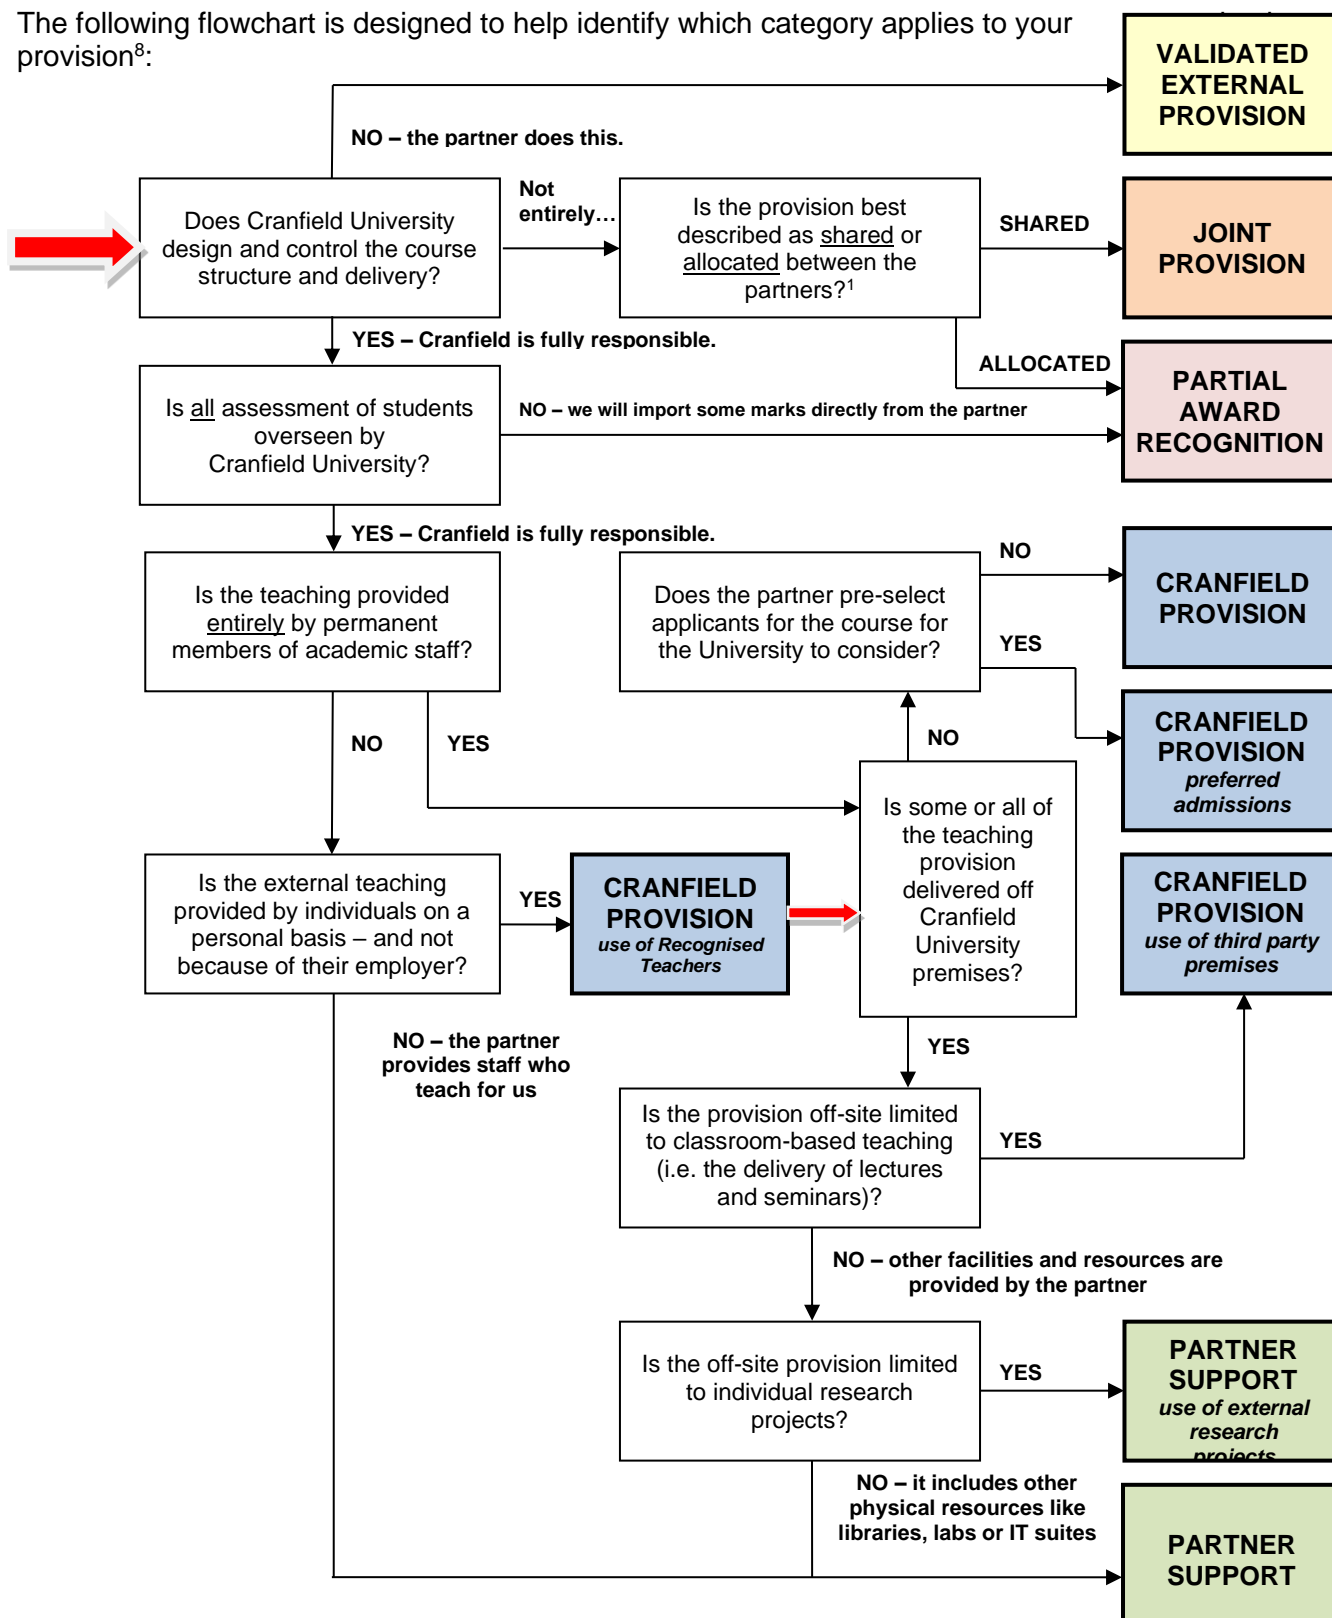 The following flowchart is designed to help identify which category applies to your
provision⁸:
VALIDATED
EXTERNAL
PROVISION
NO – the partner does this.
Does Cranfield University
design and control the course
structure and delivery?
Not
entirely…
Is the provision best
described as shared or
allocated between the
partners?¹
SHARED
JOINT
PROVISION
YES – Cranfield is fully responsible.
ALLOCATED
PARTIAL
AWARD
RECOGNITION
Is all assessment of students
overseen by
Cranfield University?
NO – we will import some marks directly from the partner
YES – Cranfield is fully responsible.
Is the teaching provided
entirely by permanent
members of academic staff?
Does the partner pre-select
applicants for the course for
the University to consider?
NO
CRANFIELD
PROVISION
YES
CRANFIELD
PROVISION
preferred
admissions
NO
YES
NO
Is some or all of
the teaching
provision
delivered off
Cranfield
University
premises?
Is the external teaching
provided by individuals on a
personal basis – and not
because of their employer?
YES
CRANFIELD
PROVISION
use of Recognised
Teachers
CRANFIELD
PROVISION
use of third party
premises
NO – the partner
provides staff who
teach for us
YES
Is the provision off-site limited
to classroom-based teaching
(i.e. the delivery of lectures
and seminars)?
YES
NO – other facilities and resources are
provided by the partner
Is the off-site provision limited
to individual research
projects?
YES
PARTNER
SUPPORT
use of external
research
projects
NO – it includes other
physical resources like
libraries, labs or IT suites
PARTNER
SUPPORT